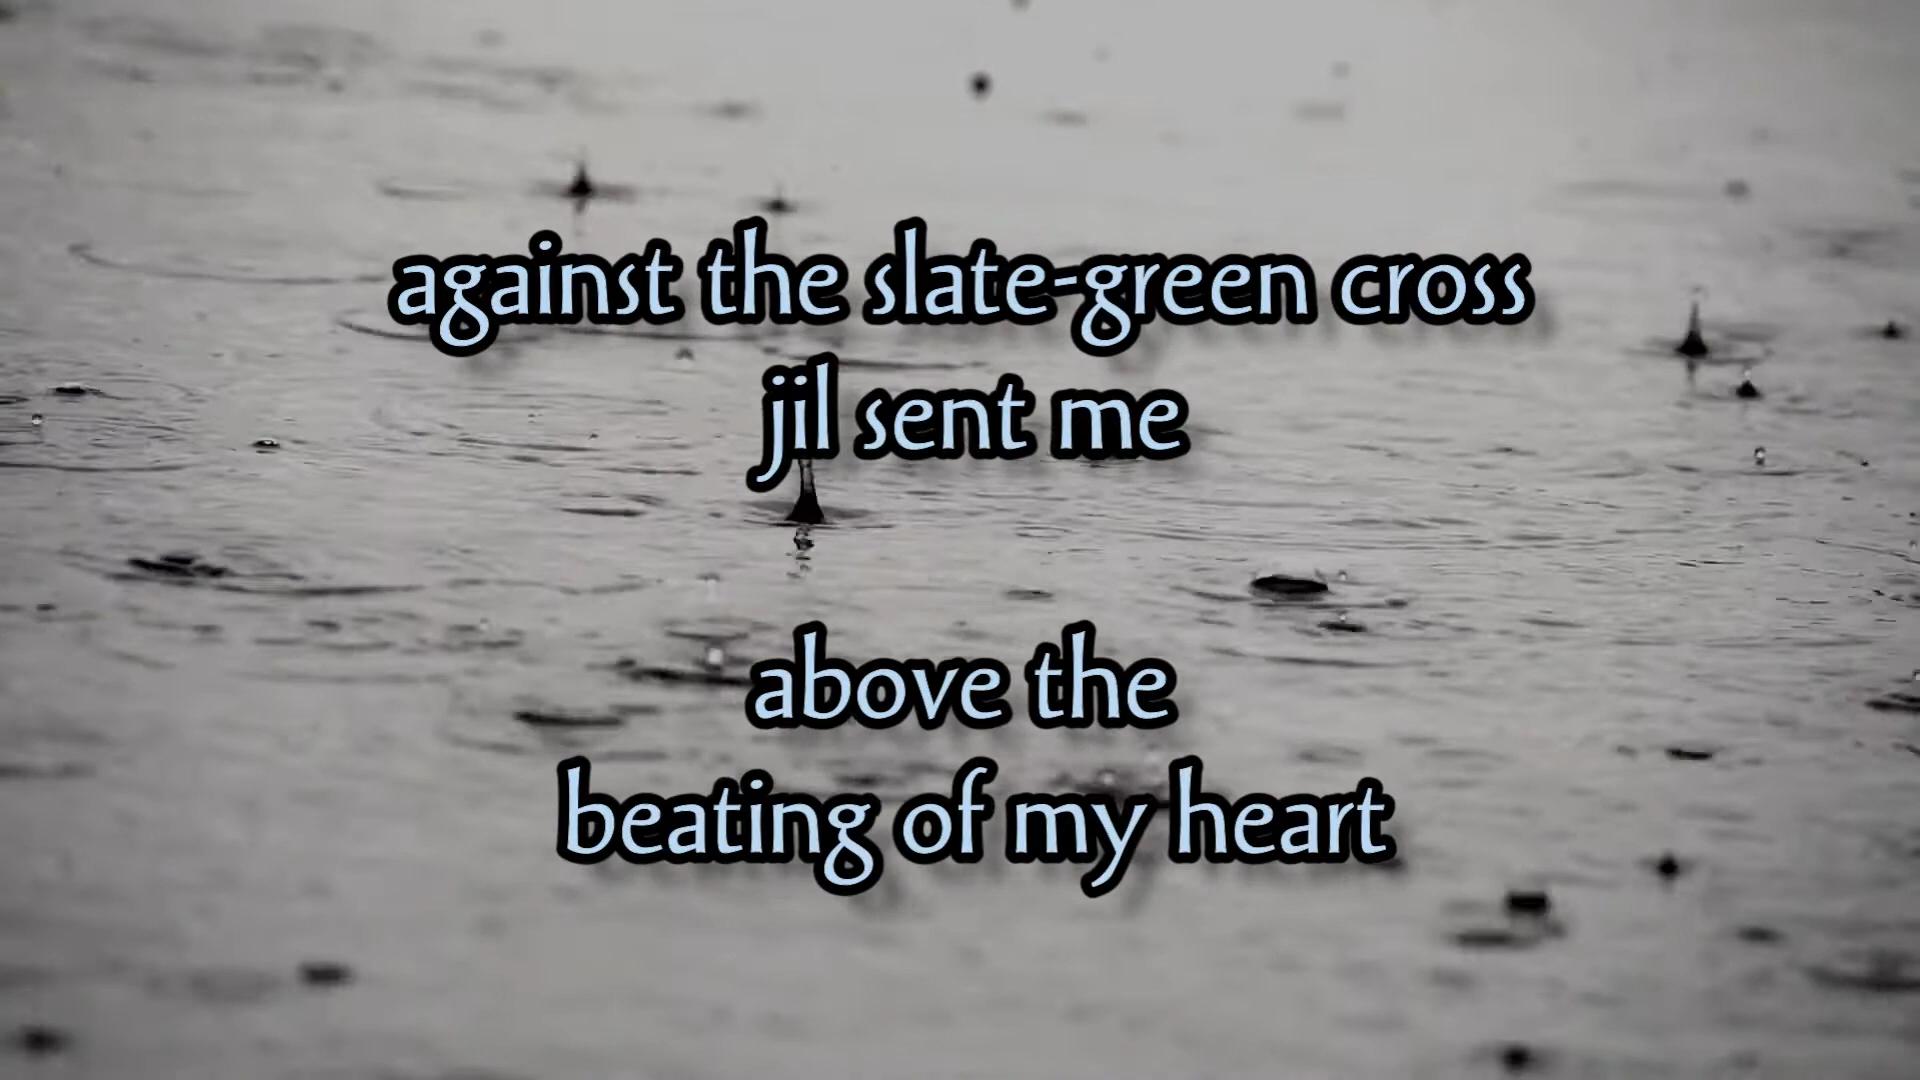 against the slate-green cross
jil sent me
above the
beating of my heart